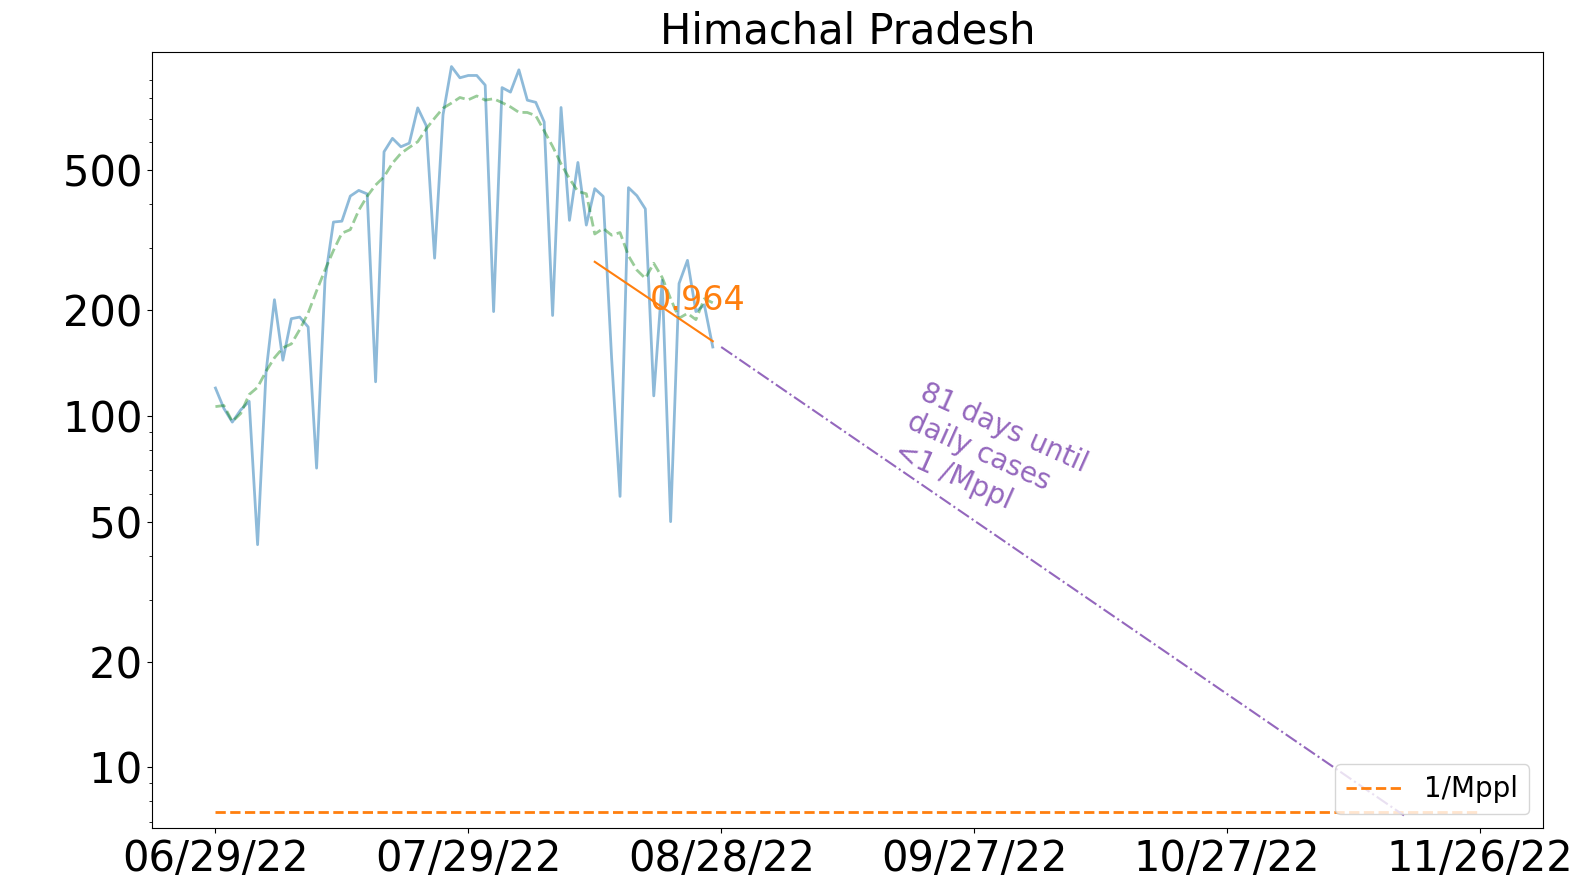 Himachal Pradesh
500
200
100
50
20
10
0.964
81 days until
daily cases
<1 /Mppl
1/Mppl
06/29/22
07/29/22
08/28/22
09/27/22
10/27/22
11/26/22